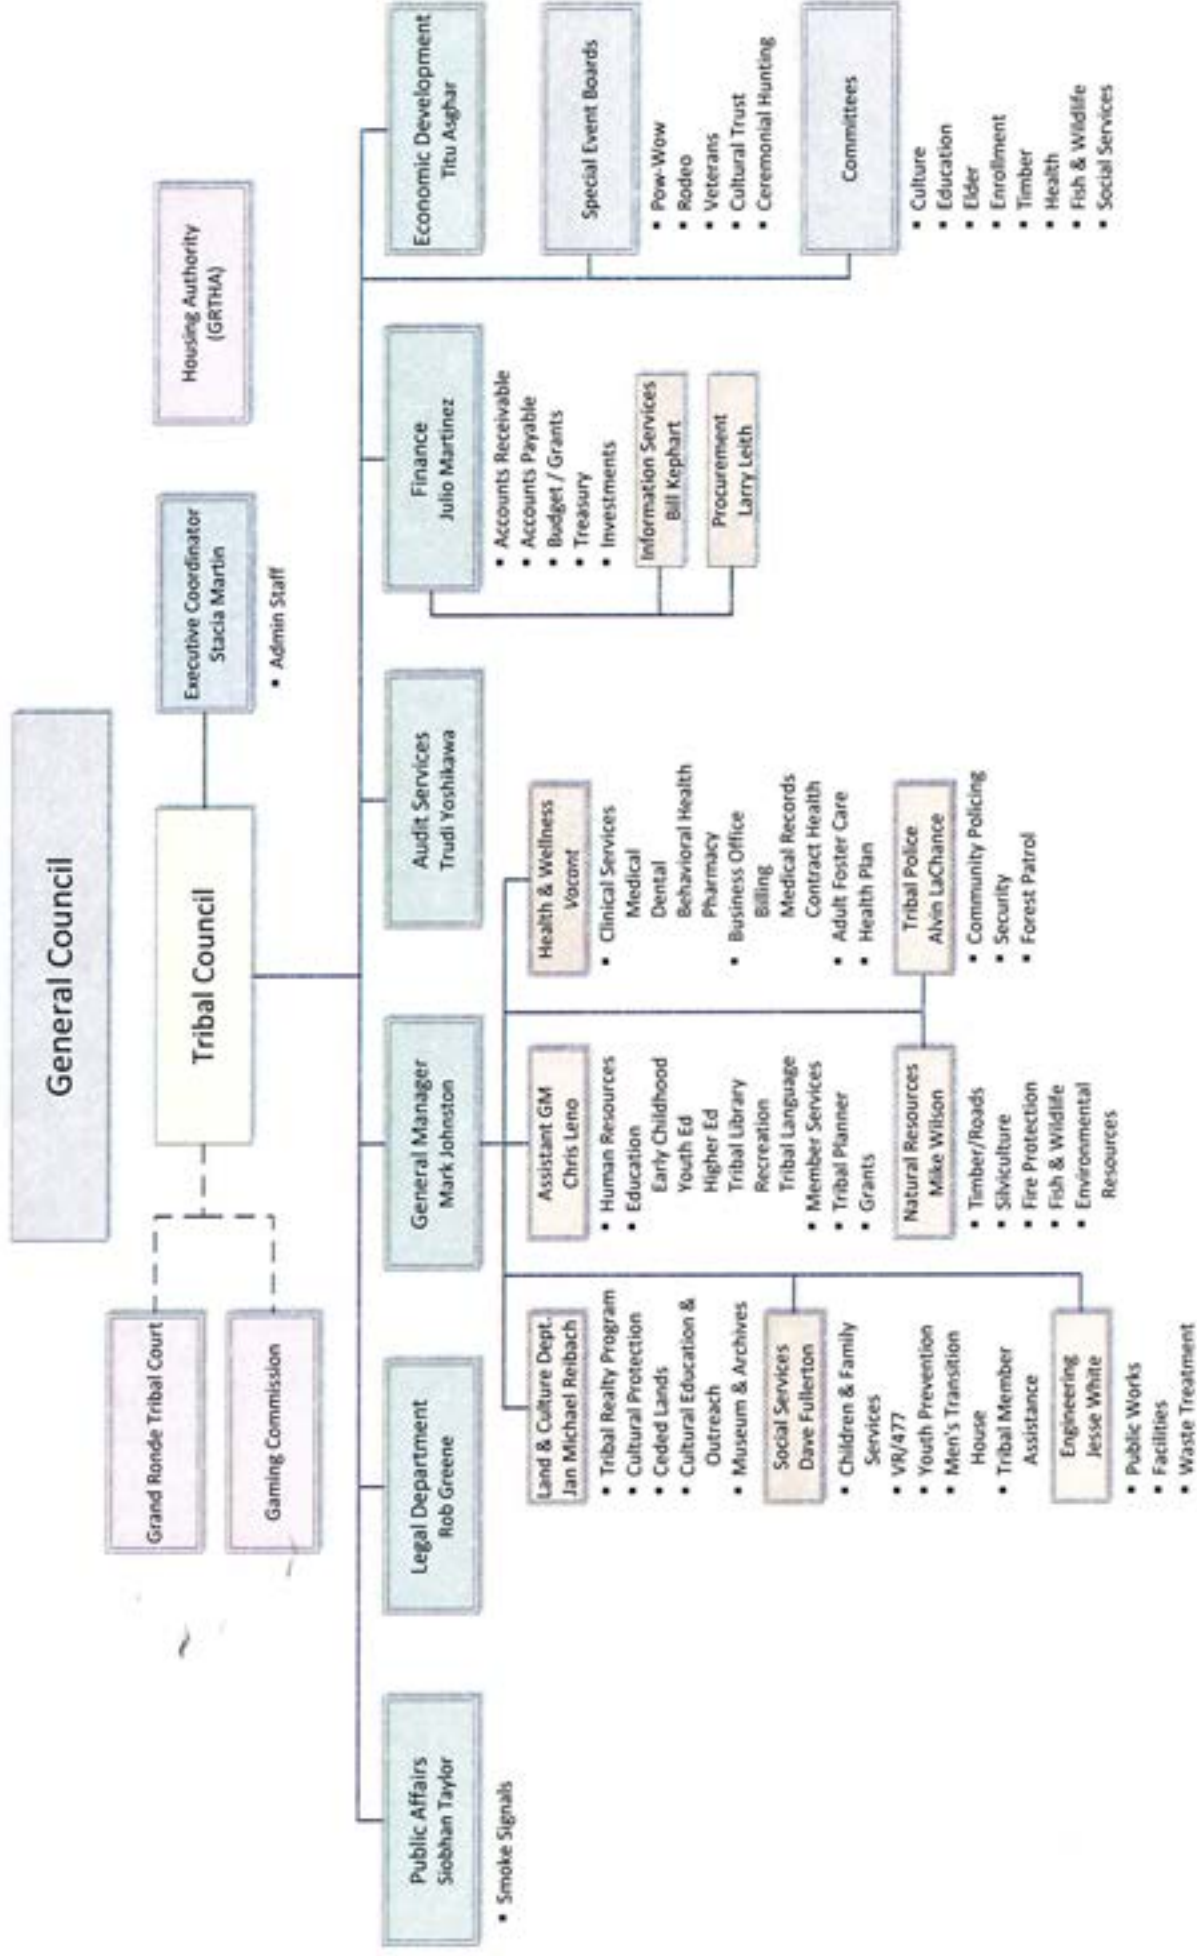 General Council
Grand Ronde Tribal Court
Gaming Commission
Tribal Council
Executive Coordinator
Stacia Martin
▪ Admin Staff
Housing Authority
(GRTHA)
Public Affairs
Siobhan Taylor
▪ Smoke Signals
Legal Department
Rob Greene
General Manager
Mark Johnston
Audit Services
Trudi Yoshikawa
Finance
Julio Martinez
▪ Accounts Receivable
▪ Accounts Payable
▪ Budget / Grants
▪ Treasury
▪ Investments
Information Services
Bill Kephart
Procurement
Larry Leith
Economic Development
Titu Asghar
Special Event Boards
▪ Pow-Wow
▪ Rodeo
▪ Veterans
▪ Cultural Trust
▪ Ceremonial Hunting
Committees
▪ Culture
▪ Education
▪ Elder
▪ Enrollment
▪ Timber
▪ Health
▪ Fish & Wildlife
▪ Social Services
Land & Culture Dept.
Jan Michael Reibach
▪ Tribal Realty Program
▪ Cultural Protection
▪ Ceded Lands
▪ Cultural Education &
Outreach
▪ Museum & Archives
Social Services
Dave Fullerton
▪ Children & Family
Services
▪ VR/477
▪ Youth Prevention
▪ Men's Transition
House
▪ Tribal Member
Assistance
Engineering
Jesse White
▪ Public Works
▪ Facilities
▪ Waste Treatment
Assistant GM
Chris Leno
▪ Human Resources
▪ Education
Early Childhood
Youth Ed
Higher Ed
Tribal Library
Recreation
Tribal Language
▪ Member Services
▪ Tribal Planner
▪ Grants
Natural Resources
Mike Wilson
▪ Timber/Roads
▪ Silviculture
▪ Fire Protection
▪ Fish & Wildlife
▪ Environmental
Resources
Health & Wellness
Vacant
▪ Clinical Services
Medical
Dental
Behavioral Health
Pharmacy
▪ Business Office
Billing
Medical Records
Contract Health
▪ Adult Foster Care
▪ Health Plan
Tribal Police
Alvin LaChance
▪ Community Policing
▪ Security
▪ Forest Patrol